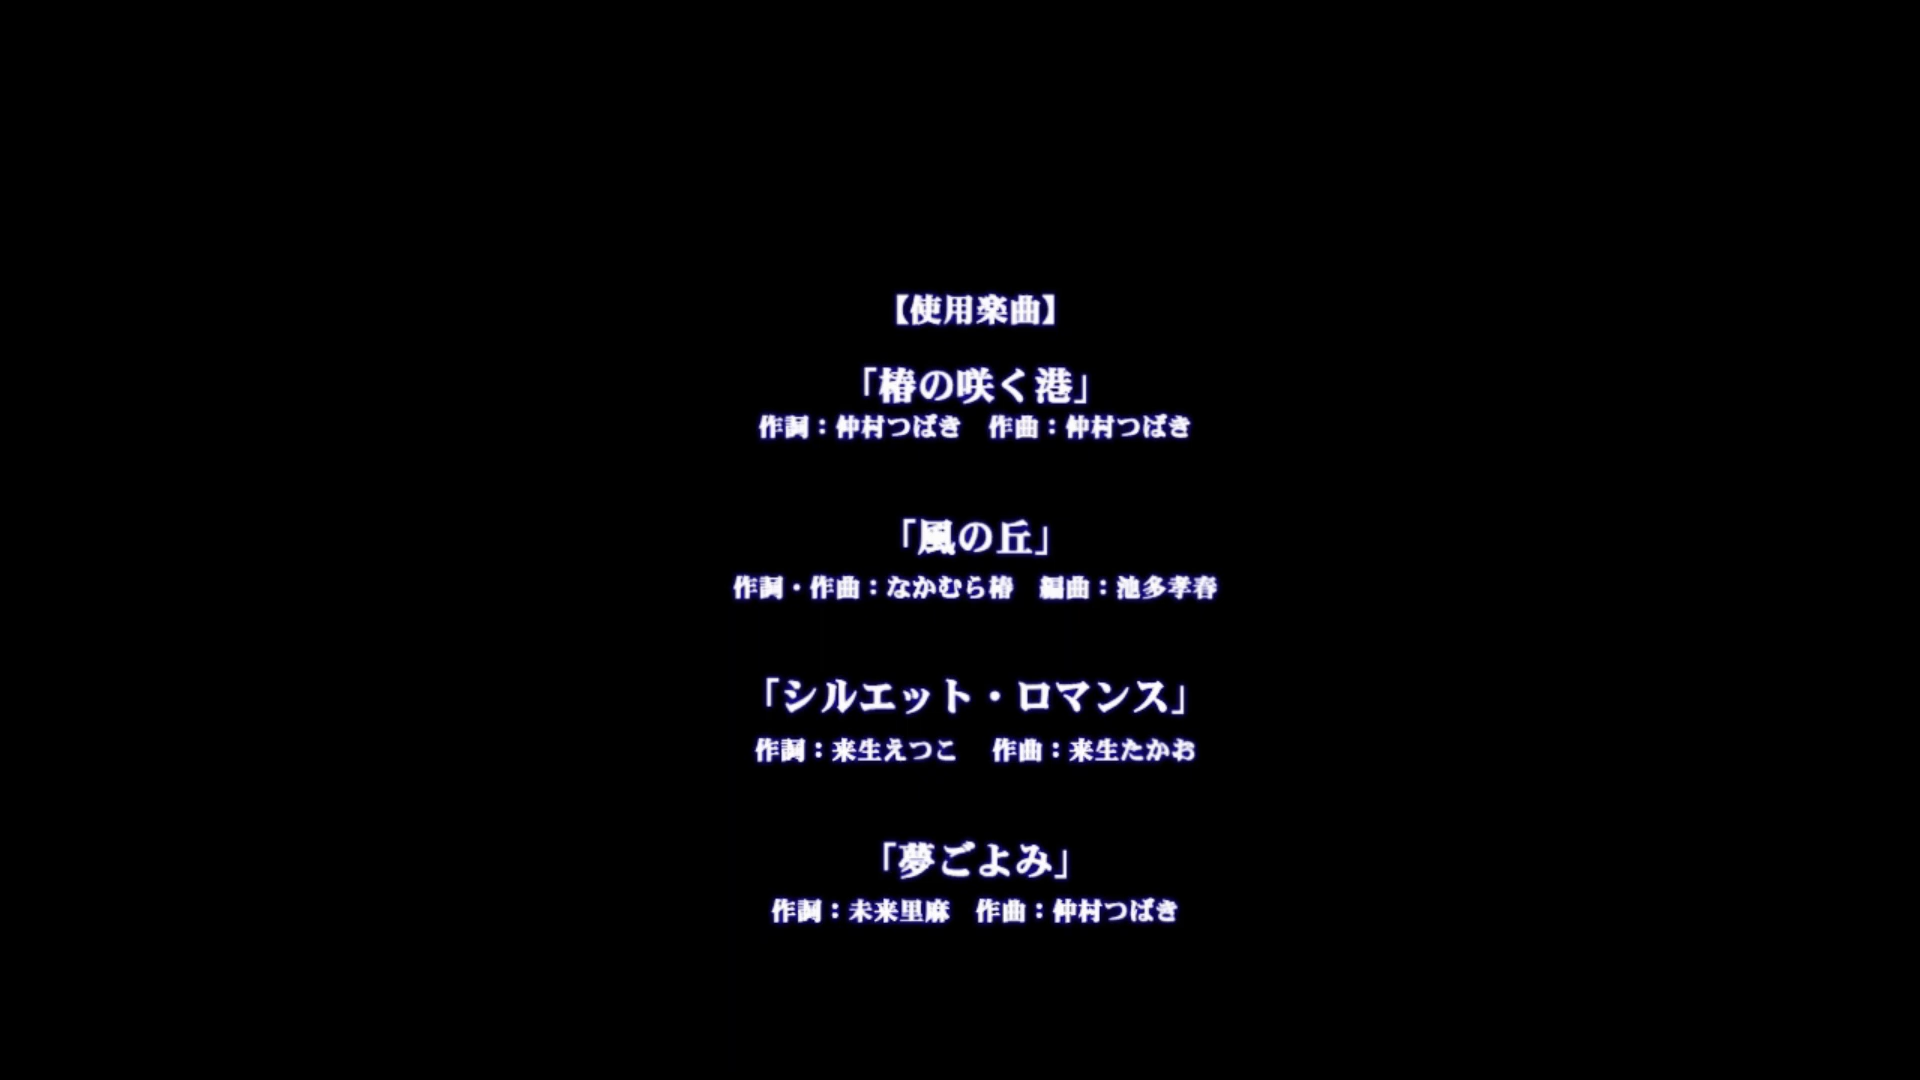 【使用楽曲】
「椿の咲く港」
作詞：仲村つばき　作曲：仲村つばき
「風の丘」
作詞・作曲：なかむら椿　編曲：池多孝春
「シルエット・ロマンス」
作詞：来生えつこ　作曲：来生たかお
「夢ごよみ」
作詞：未来里麻　作曲：仲村つばき